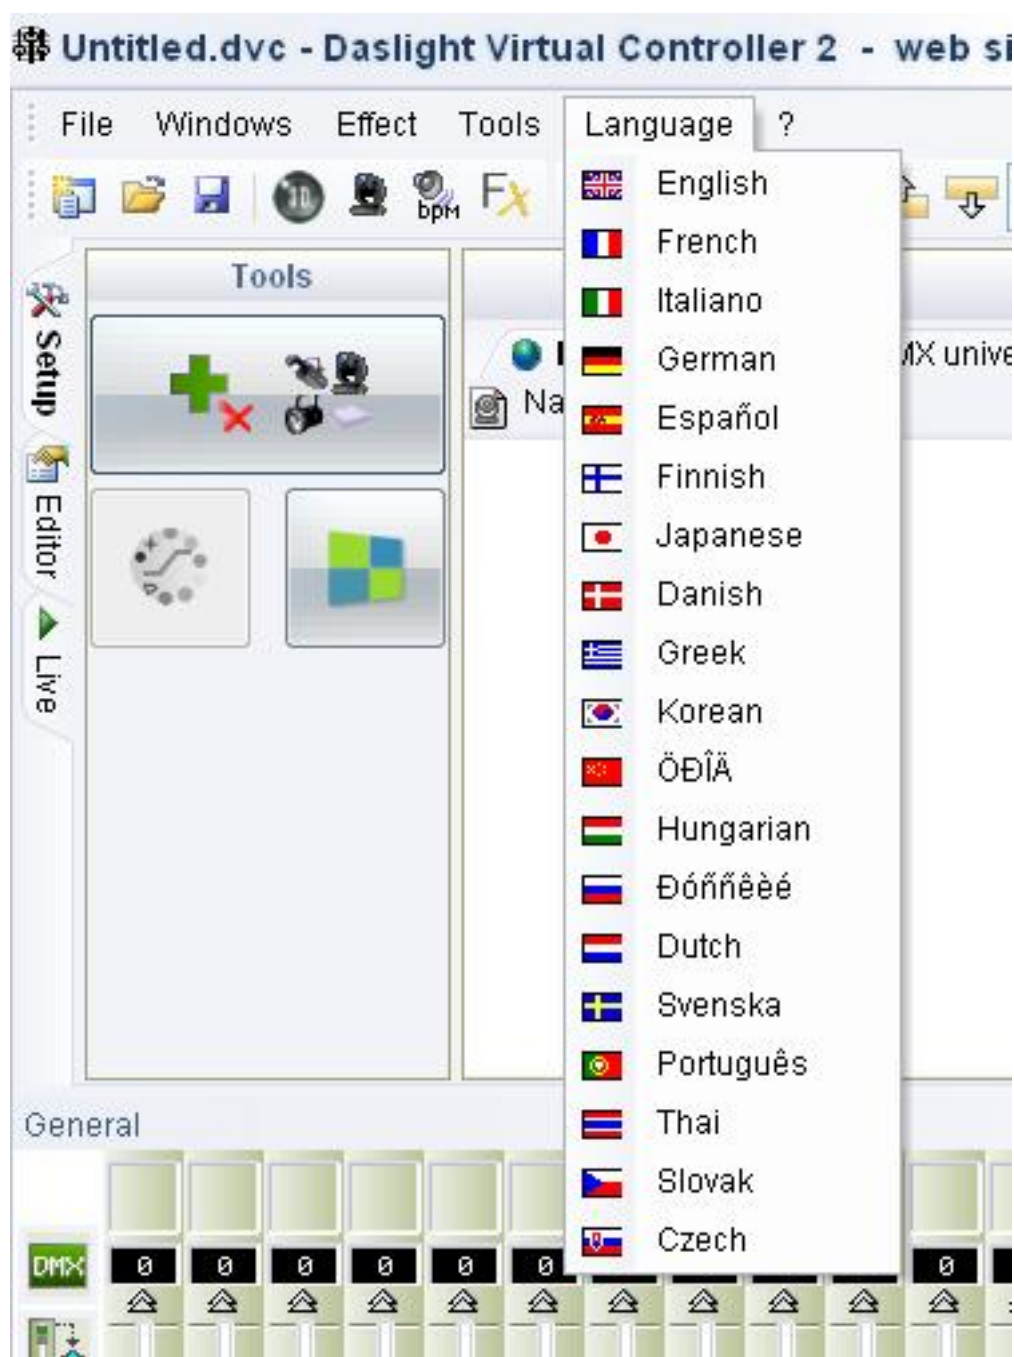 Untitled.dvc - Daslight Virtual Controller 2 - web si
File Windows Effect Tools Language ?
bpm Fx
Tools
Setup
Editor
Live
MX unive
Na
English
French
Italiano
German
Español
Finnish
Japanese
Danish
Greek
Korean
ÖÐÎÄ
Hungarian
Ðóññêèé
Dutch
Svenska
Português
Thai
Slovak
Czech
General
DMX 0 0 0 0 0 0 0